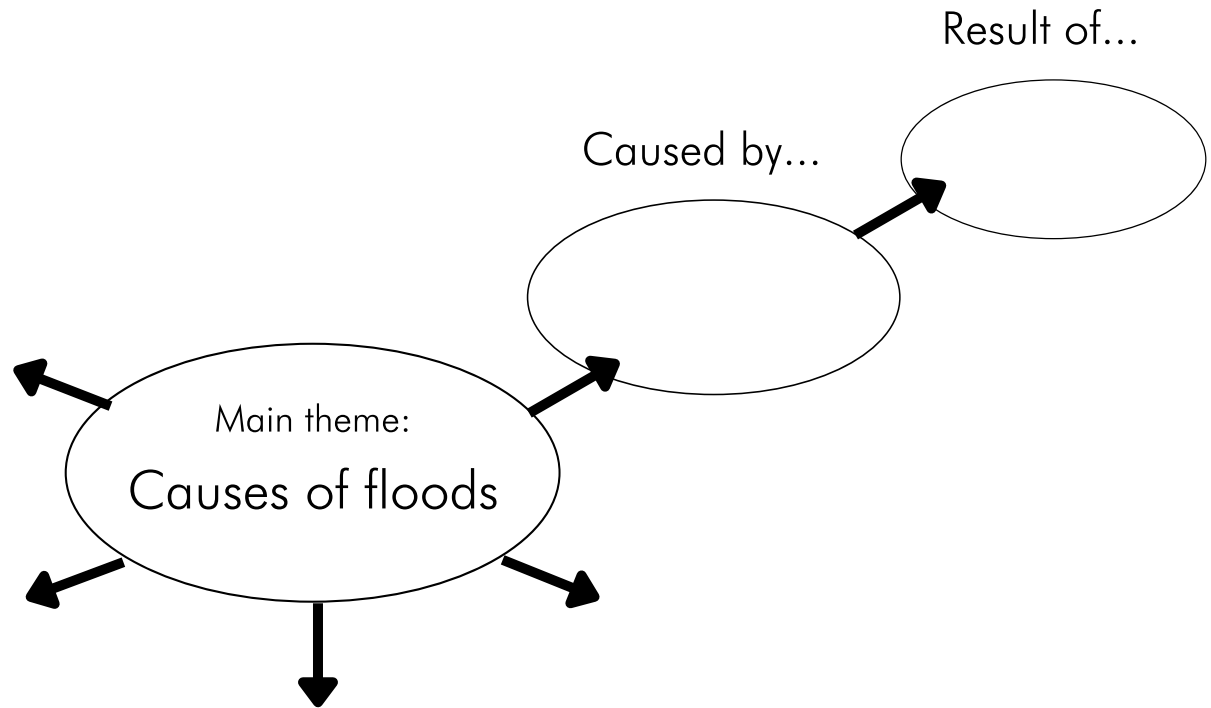 Result of...
Caused by...
Main theme:
Causes of floods